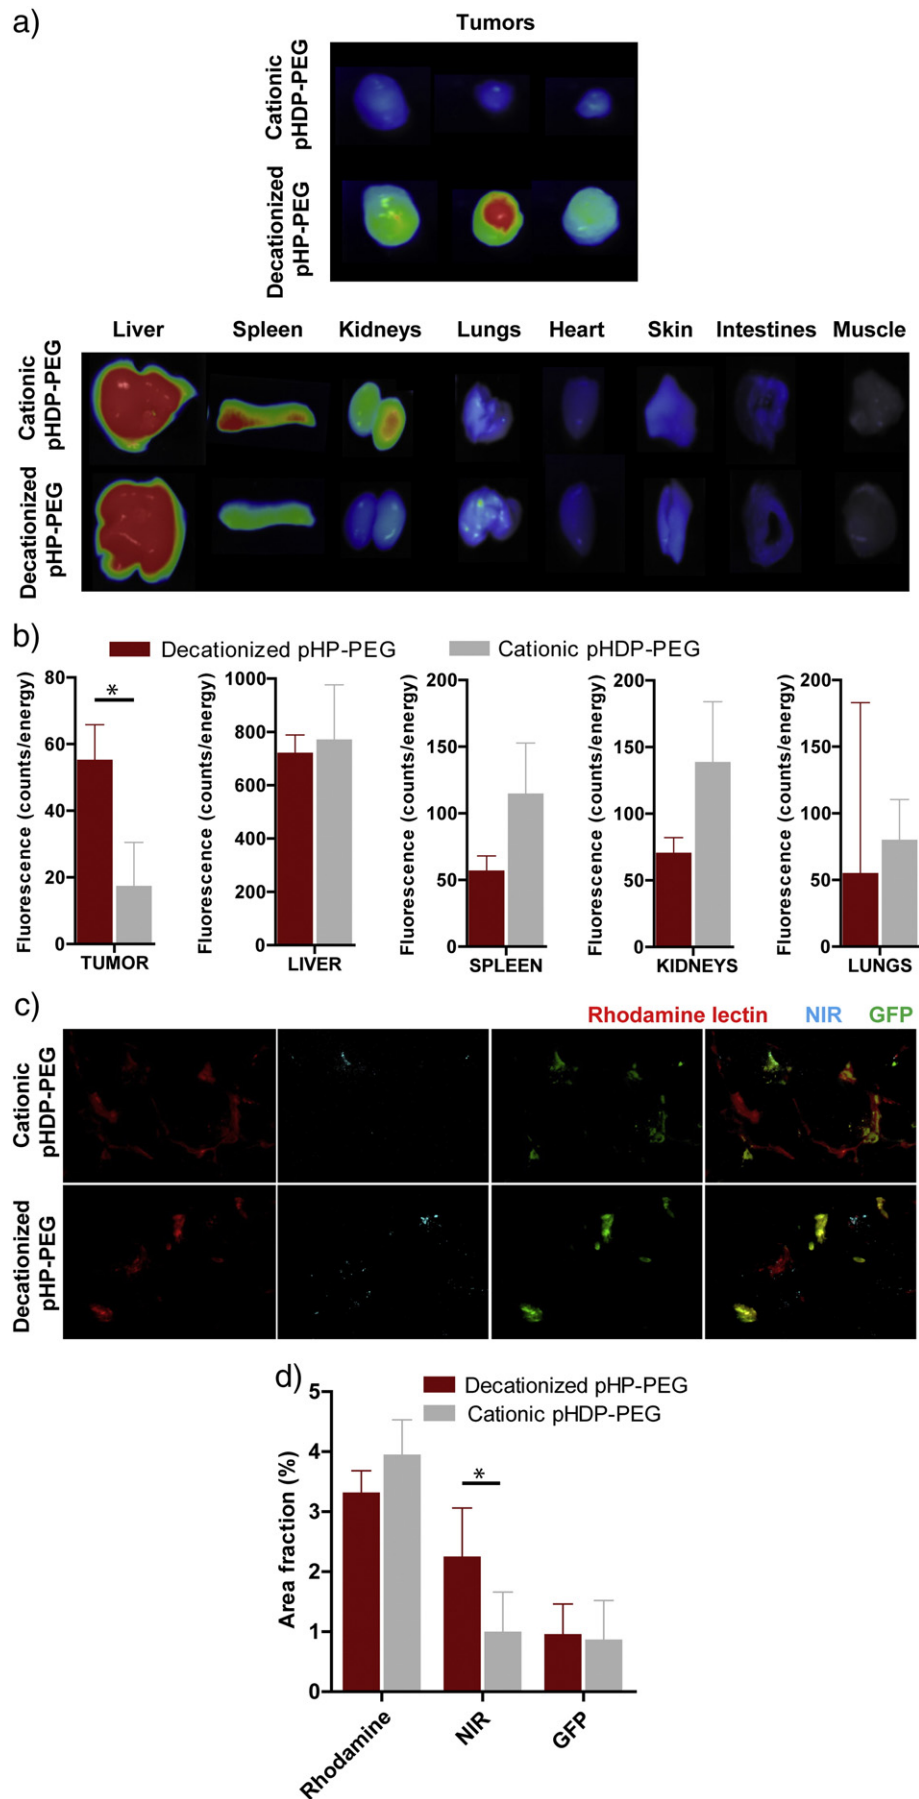 a)
Tumors
Cationic
pHDP-PEG
Decationized
pHP-PEG
Liver Spleen Kidneys Lungs Heart Skin Intestines Muscle
Cationic
pHDP-PEG
Decationized
pHP-PEG
b)
Decationized pHP-PEG Cationic pHDP-PEG
Fluorescence (counts/energy)
80
60
40
20
0
*
TUMOR
Fluorescence (counts/energy)
1000
800
600
400
200
0
LIVER
Fluorescence (counts/energy)
200
150
100
50
0
SPLEEN
Fluorescence (counts/energy)
200
150
100
50
0
KIDNEYS
Fluorescence (counts/energy)
200
150
100
50
0
LUNGS
c)
Rhodamine lectin NIR GFP
Cationic
pHDP-PEG
Decationized
pHP-PEG
d)
Decationized pHP-PEG
Cationic pHDP-PEG
Area fraction (%)
5
4
3
2
1
0
*
Rhodamine
NIR
GFP